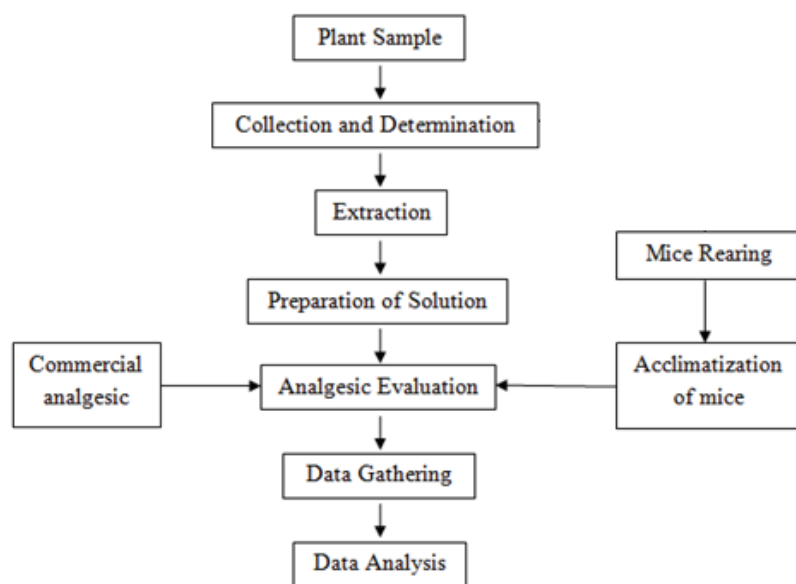 Plant Sample
Collection and Determination
Extraction
Mice Rearing
Preparation of Solution
Commercial
analgesic
Analgesic Evaluation
Acclimatization
of mice
Data Gathering
Data Analysis